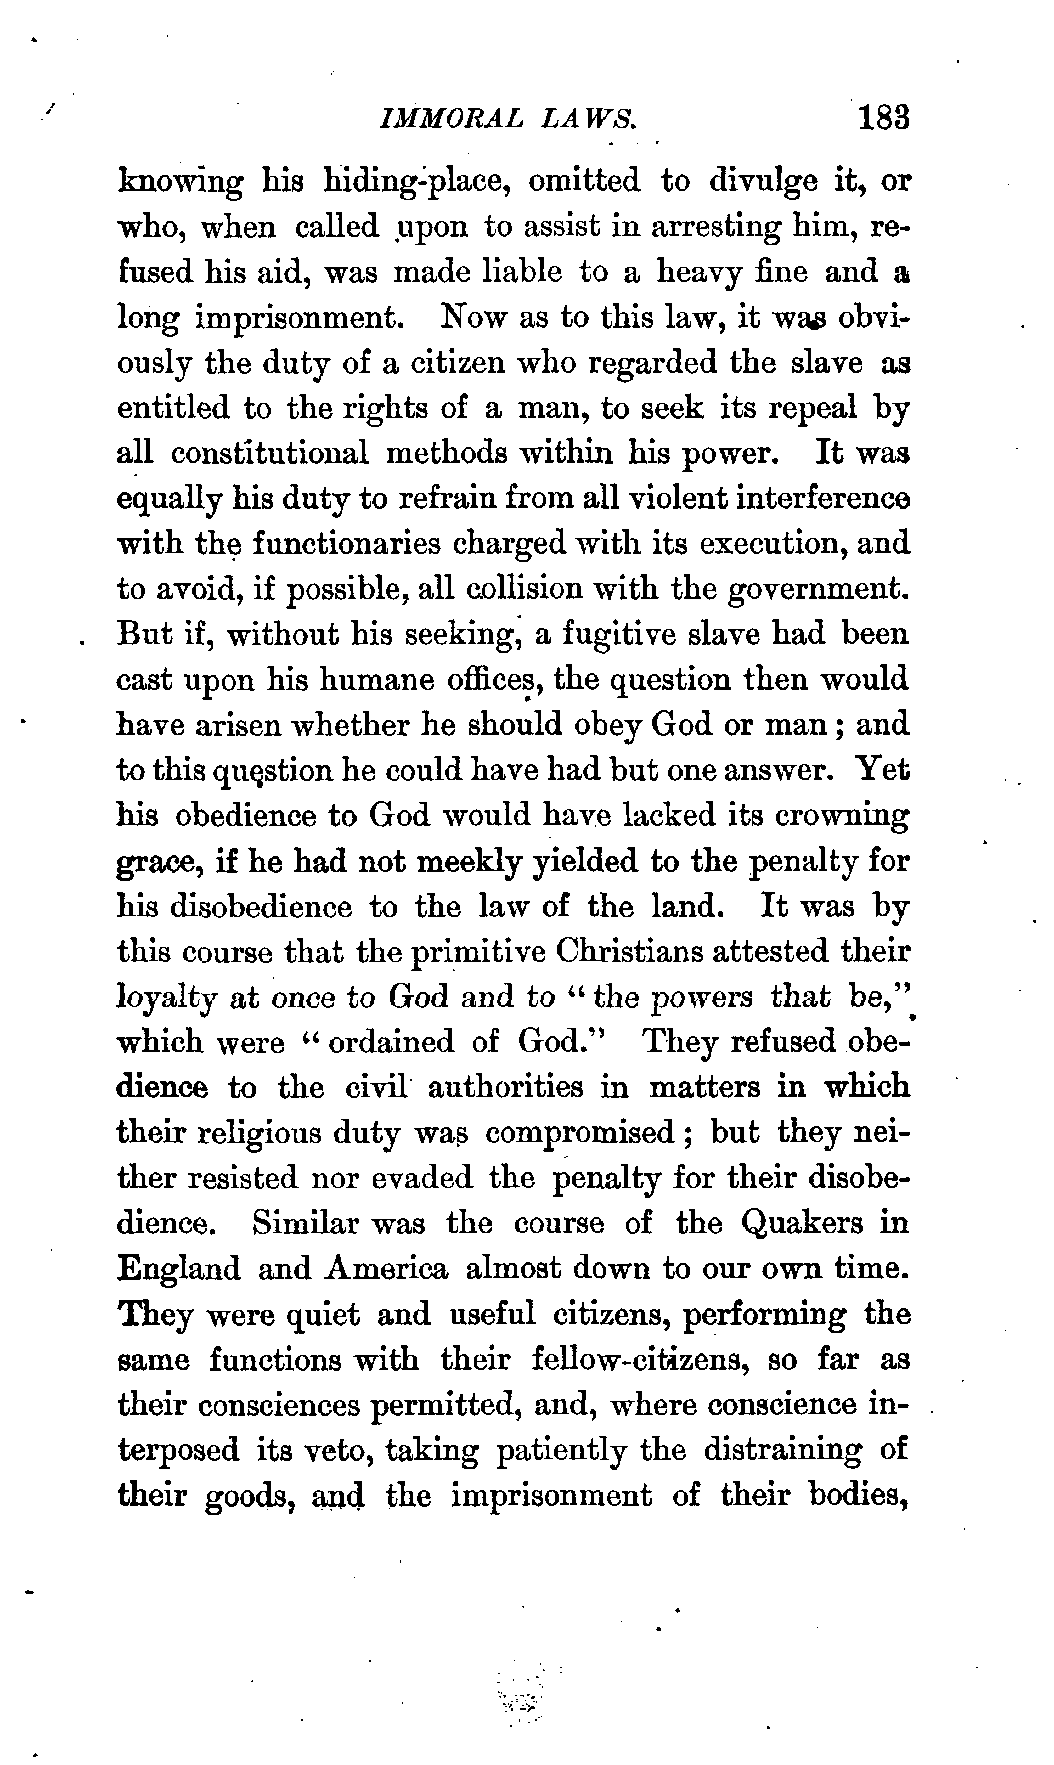 IMMORAL LAWS. 183
knowing his hiding-place, omitted to divulge it, or
who, when called upon to assist in arresting him, re-
fused his aid, was made liable to a heavy fine and a
long imprisonment. Now as to this law, it was obvi-
ously the duty of a citizen who regarded the slave as
entitled to the rights of a man, to seek its repeal by
all constitutional methods within his power. It was
equally his duty to refrain from all violent interference
with the functionaries charged with its execution, and
to avoid, if possible, all collision with the government.
But if, without his seeking, a fugitive slave had been
cast upon his humane offices, the question then would
have arisen whether he should obey God or man; and
to this question he could have had but one answer. Yet
his obedience to God would have lacked its crowning
grace, if he had not meekly yielded to the penalty for
his disobedience to the law of the land. It was by
this course that the primitive Christians attested their
loyalty at once to God and to "the powers that be,"
which were "ordained of God." They refused obe-
dience to the civil authorities in matters in which
their religious duty was compromised; but they nei-
ther resisted nor evaded the penalty for their disobe-
dience. Similar was the course of the Quakers in
England and America almost down to our own time.
They were quiet and useful citizens, performing the
same functions with their fellow-citizens, so far as
their consciences permitted, and, where conscience in-
terposed its veto, taking patiently the distraining of
their goods, and the imprisonment of their bodies,